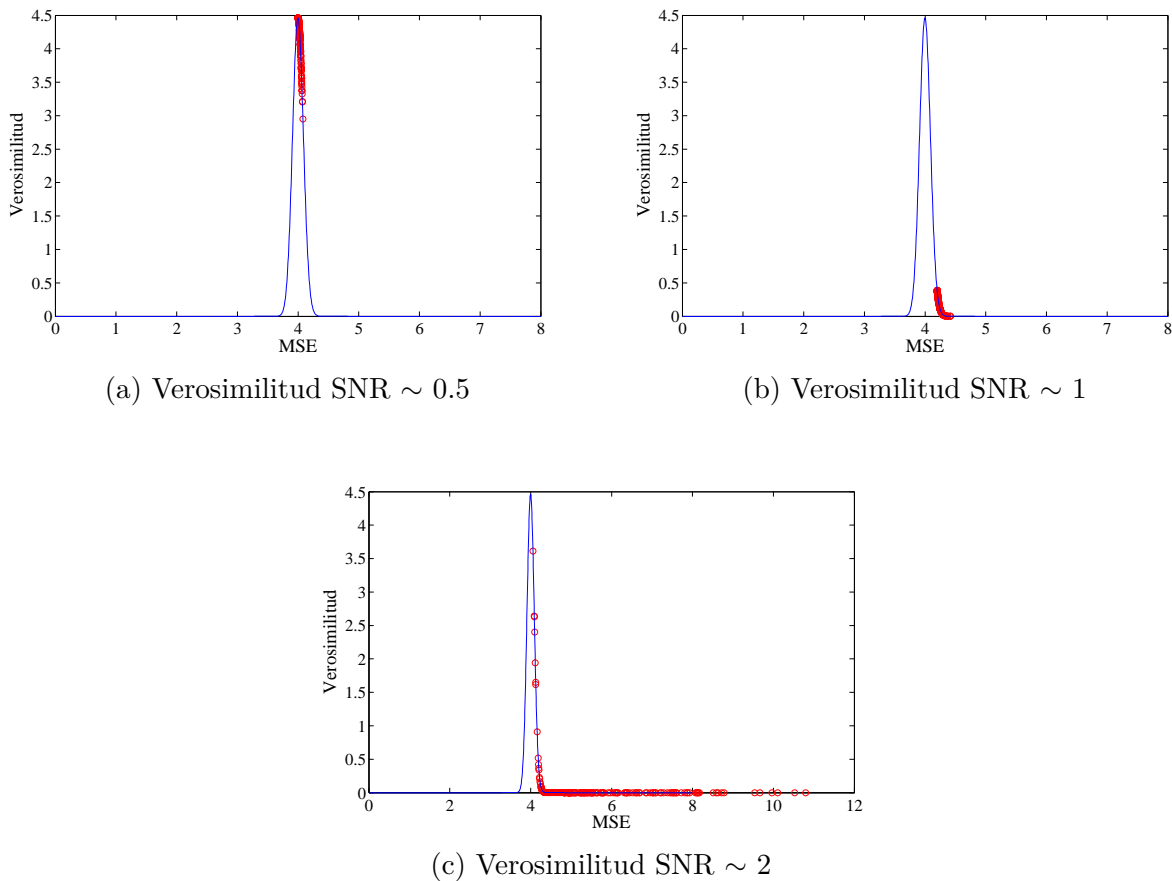 4.5
4
3.5
3
2.5
2
1.5
1
0.5
0
Verosimilitud
0 1 2 3 4 5 6 7 8
MSE
(a) Verosimilitud SNR ∼ 0.5
4.5
4
3.5
3
2.5
2
1.5
1
0.5
0
Verosimilitud
0 1 2 3 4 5 6 7 8
MSE
(b) Verosimilitud SNR ∼ 1
4.5
4
3.5
3
2.5
2
1.5
1
0.5
0
Verosimilitud
0 2 4 6 8 10 12
MSE
(c) Verosimilitud SNR ∼ 2